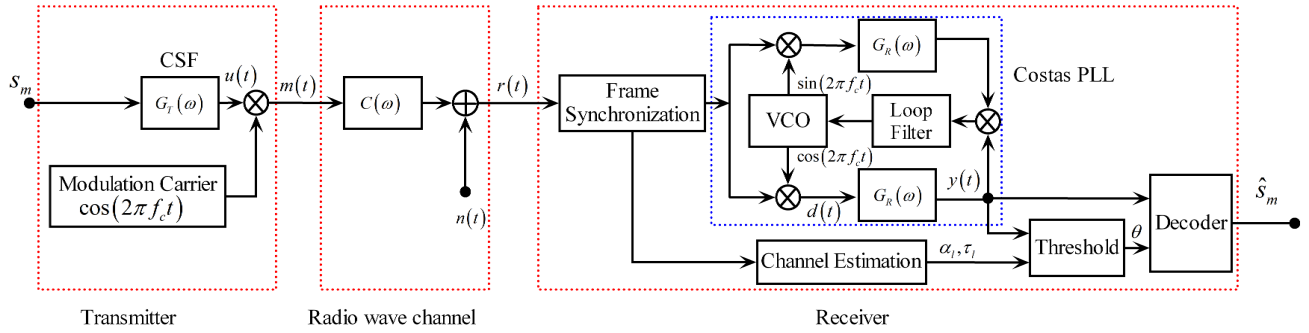 s_m
CSF
G_T(ω)
u(t)
m(t)
Modulation Carrier
cos(2πf_c t)
C(ω)
n(t)
r(t)
Frame
Synchronization
G_R(ω)
sin(2πf_c t)
VCO
Loop
Filter
Costas PLL
cos(2πf_c t)
d(t)
G_R(ω)
y(t)
Channel Estimation
α_l, τ_l
Threshold
θ
Decoder
ŝ_m
Transmitter
Radio wave channel
Receiver